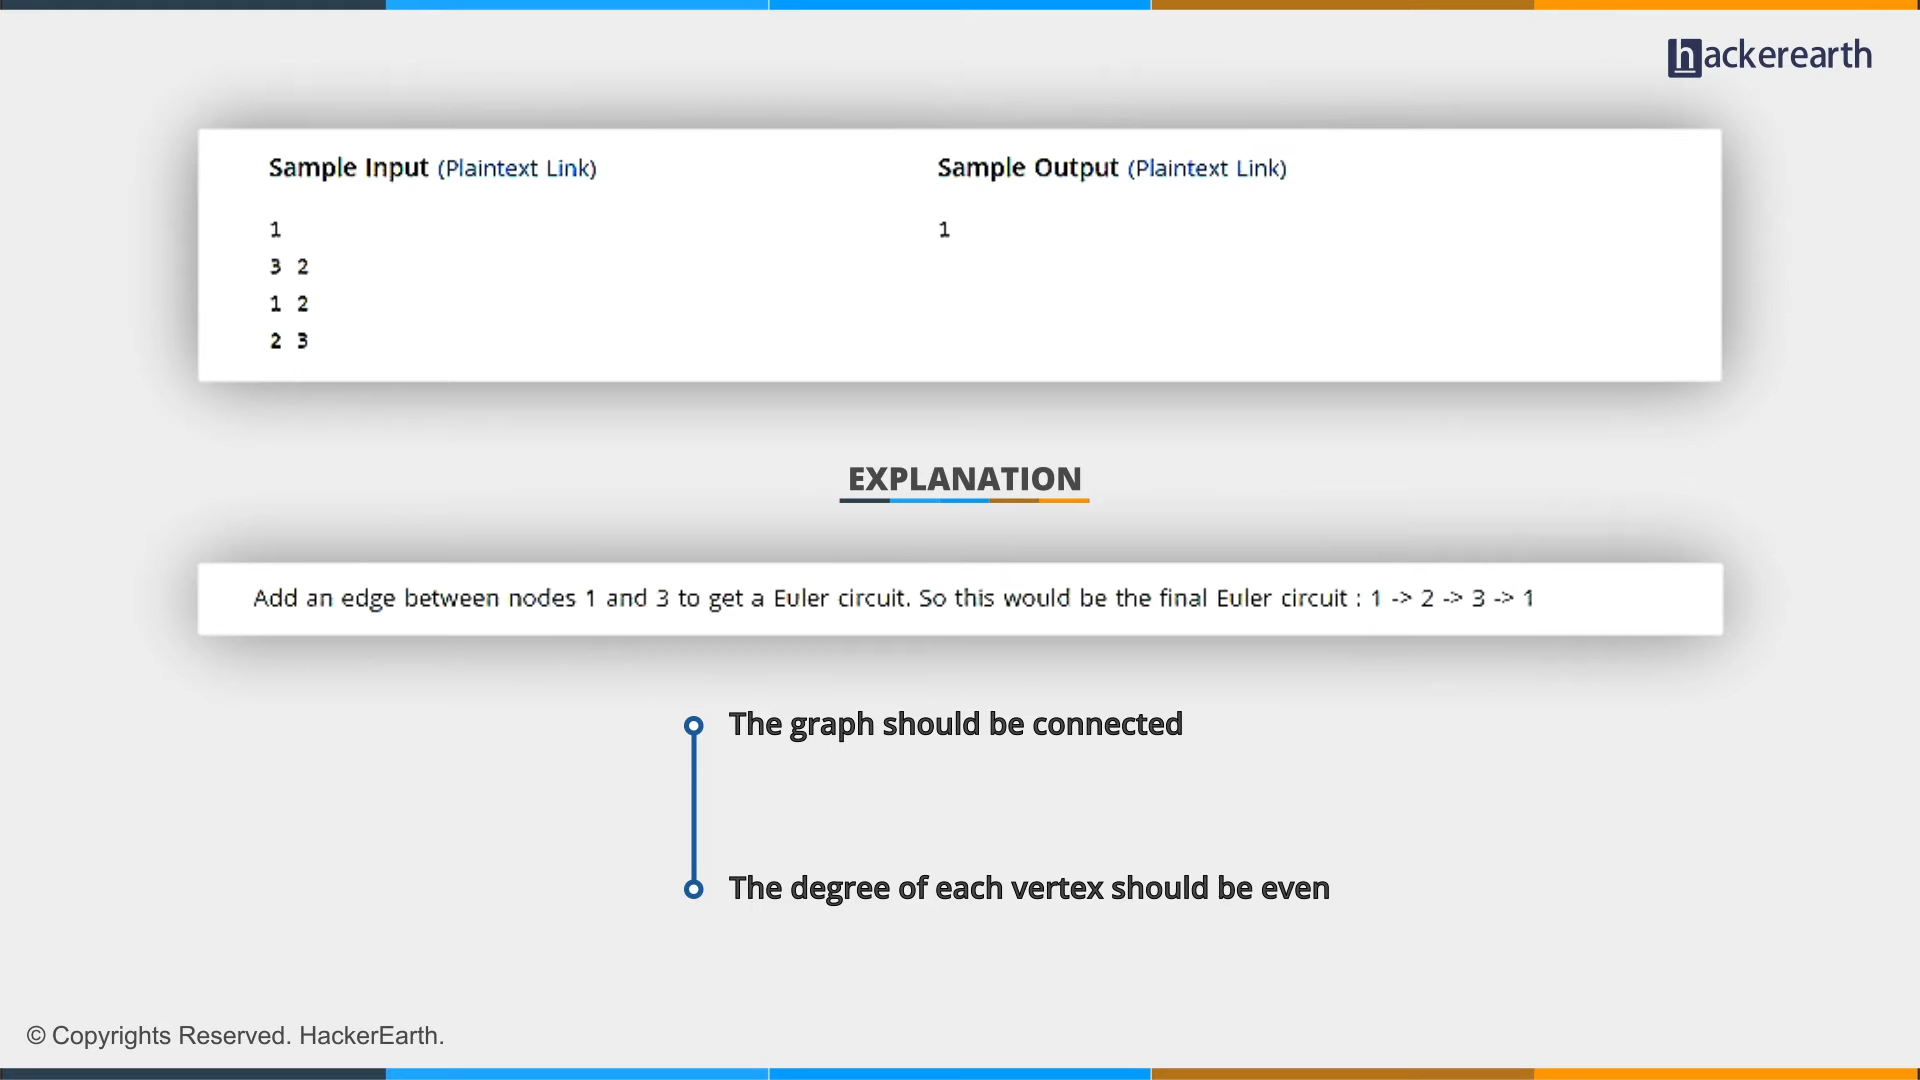 hackerearth
Sample Input (Plaintext Link)
1
3 2
1 2
2 3
Sample Output (Plaintext Link)
1
EXPLANATION
Add an edge between nodes 1 and 3 to get a Euler circuit. So this would be the final Euler circuit : 1 -> 2 -> 3 -> 1
The graph should be connected
The degree of each vertex should be even
© Copyrights Reserved. HackerEarth.